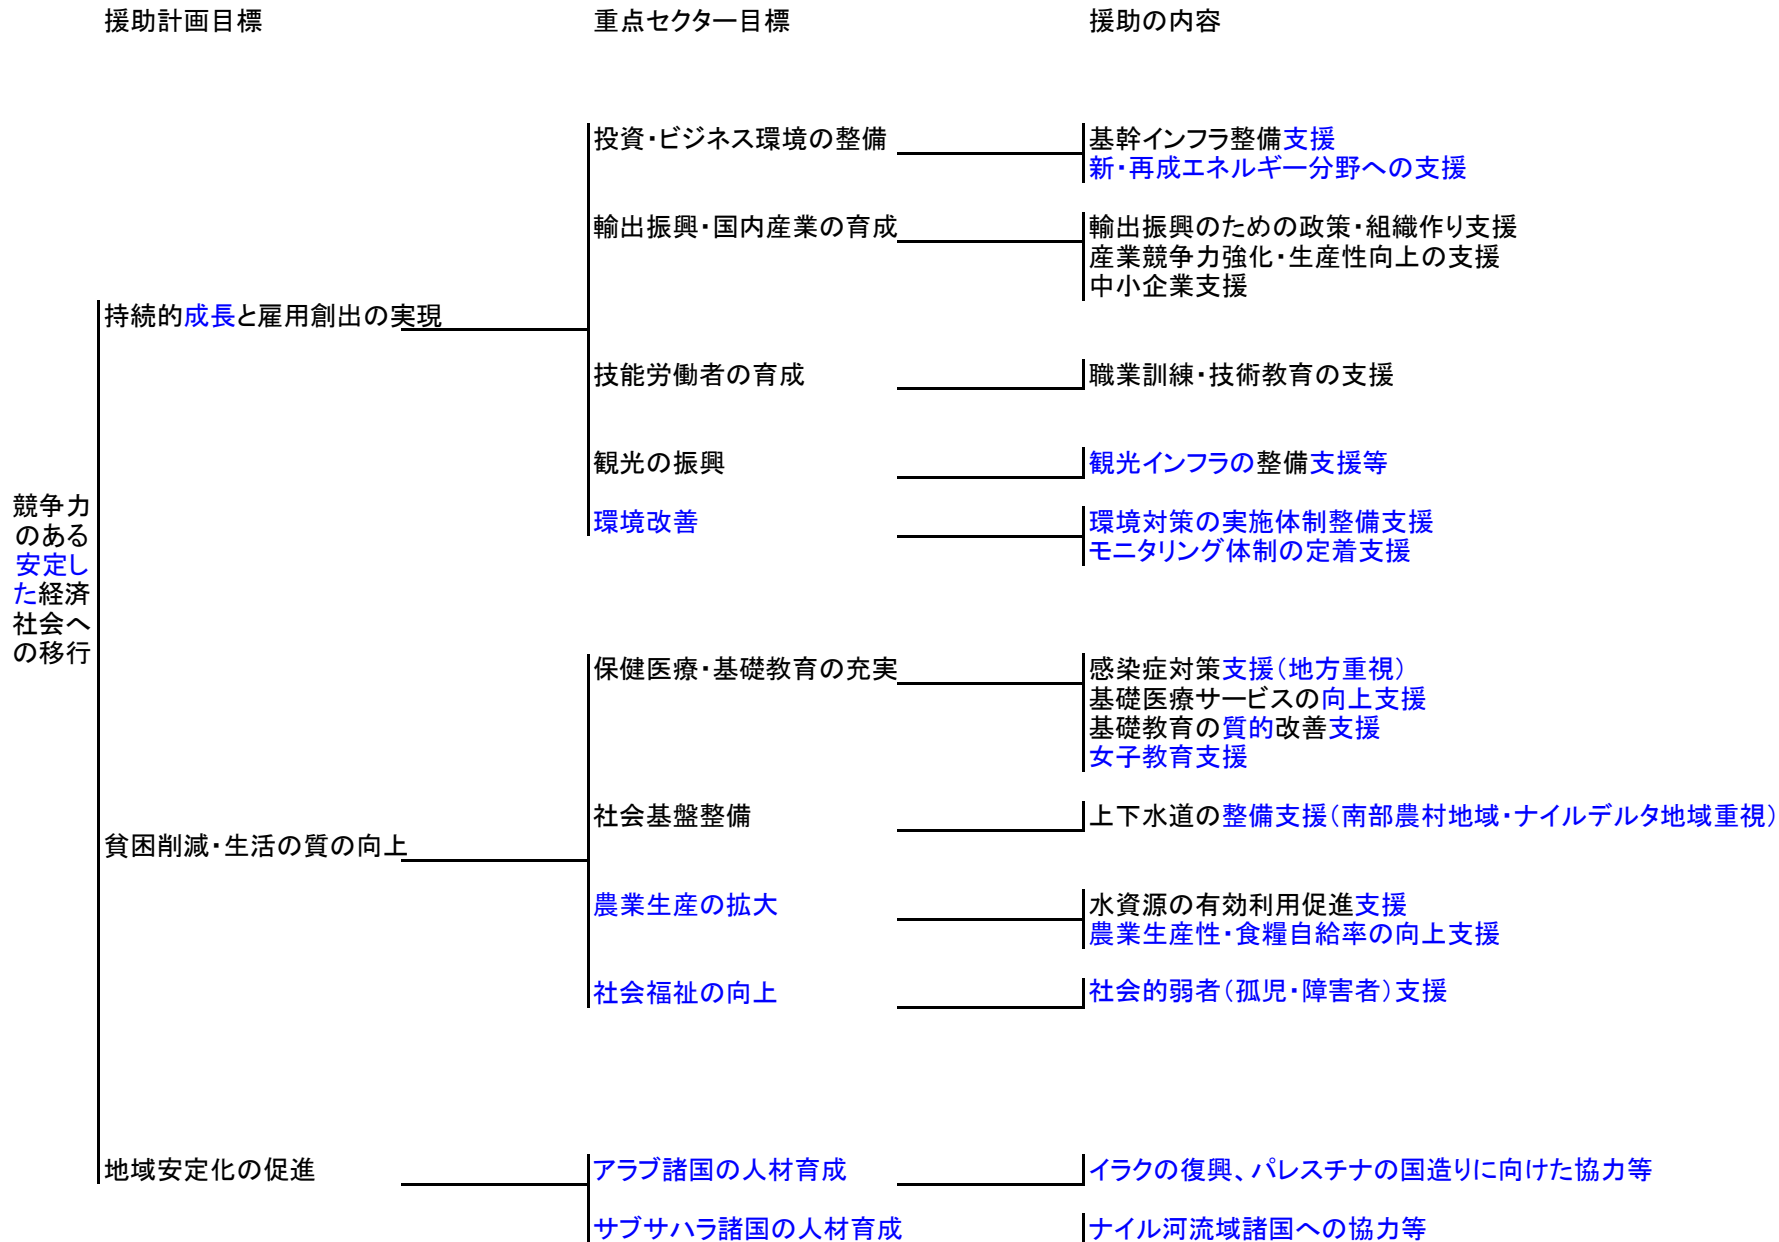 援助計画目標
重点セクター目標
援助の内容
投資・ビジネス環境の整備
基幹インフラ整備支援
新・再成エネルギー分野への支援
輸出振興・国内産業の育成
輸出振興のための政策・組織作り支援
産業競争力強化・生産性向上の支援
中小企業支援
持続的成長と雇用創出の実現
技能労働者の育成
職業訓練・技術教育の支援
観光の振興
観光インフラの整備支援等
環境改善
環境対策の実施体制整備支援
モニタリング体制の定着支援
競争力
のある
安定し
た経済
社会へ
の移行
保健医療・基礎教育の充実
感染症対策支援（地方重視）
基礎医療サービスの向上支援
基礎教育の質的改善支援
女子教育支援
社会基盤整備
上下水道の整備支援（南部農村地域・ナイルデルタ地域重視）
貧困削減・生活の質の向上
農業生産の拡大
水資源の有効利用促進支援
農業生産性・食糧自給率の向上支援
社会福祉の向上
社会的弱者（孤児・障害者）支援
地域安定化の促進
アラブ諸国の人材育成
イラクの復興、パレスチナの国造りに向けた協力等
サブサハラ諸国の人材育成
ナイル河流域諸国への協力等